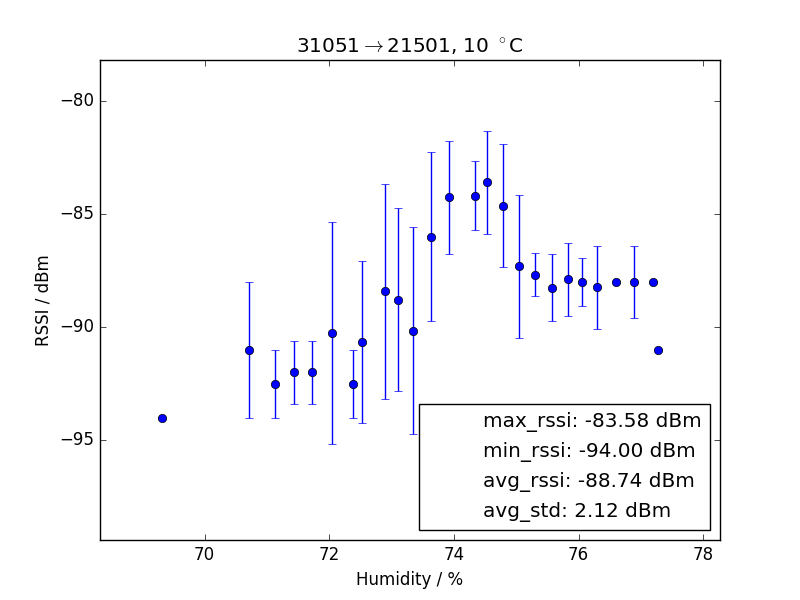 31051→21501, 10 °C
−80
−85
−90
−95
RSSI / dBm
max_rssi: -83.58 dBm
min_rssi: -94.00 dBm
avg_rssi: -88.74 dBm
avg_std: 2.12 dBm
70 72 74 76 78
Humidity / %